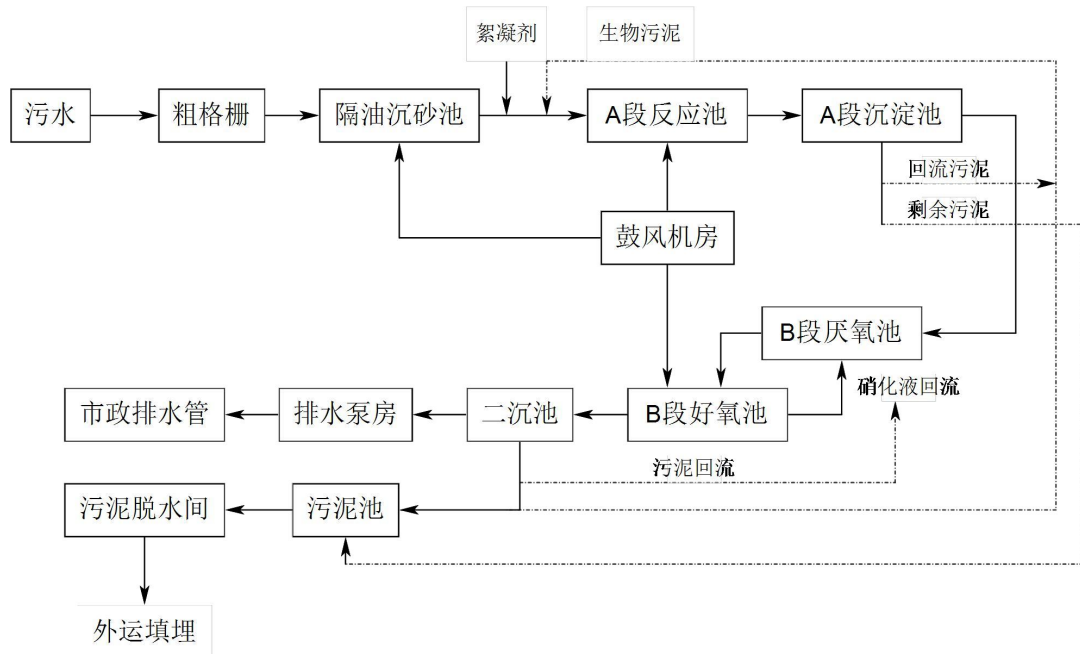 絮凝剂
生物污泥
污水
粗格栅
隔油沉砂池
A段反应池
A段沉淀池
回流污泥
剩余污泥
鼓风机房
B段厌氧池
硝化液回流
市政排水管
排水泵房
二沉池
B段好氧池
污泥回流
污泥脱水间
污泥池
外运填埋